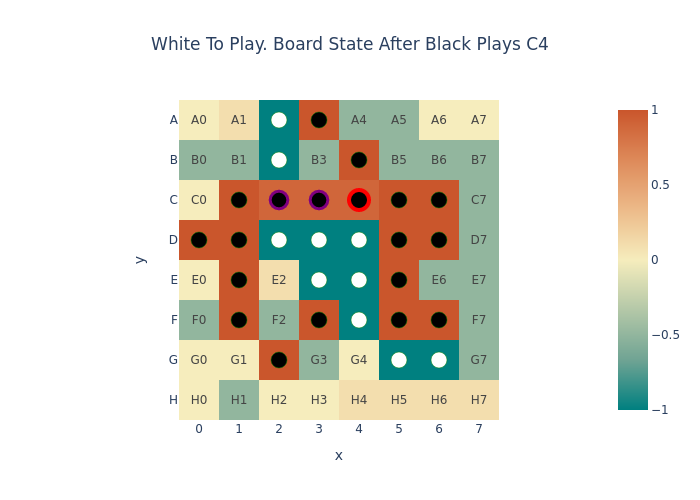 White To Play. Board State After Black Plays C4
A A0 A1 A4 A5 A6 A7
B B0 B1 B3 B5 B6 B7
C C0 C7
D D7
E E0 E2 E6 E7
F F0 F2 F7
G G0 G1 G3 G4 G7
H H0 H1 H2 H3 H4 H5 H6 H7
0 1 2 3 4 5 6 7
x
y
1
0.5
0
−0.5
−1